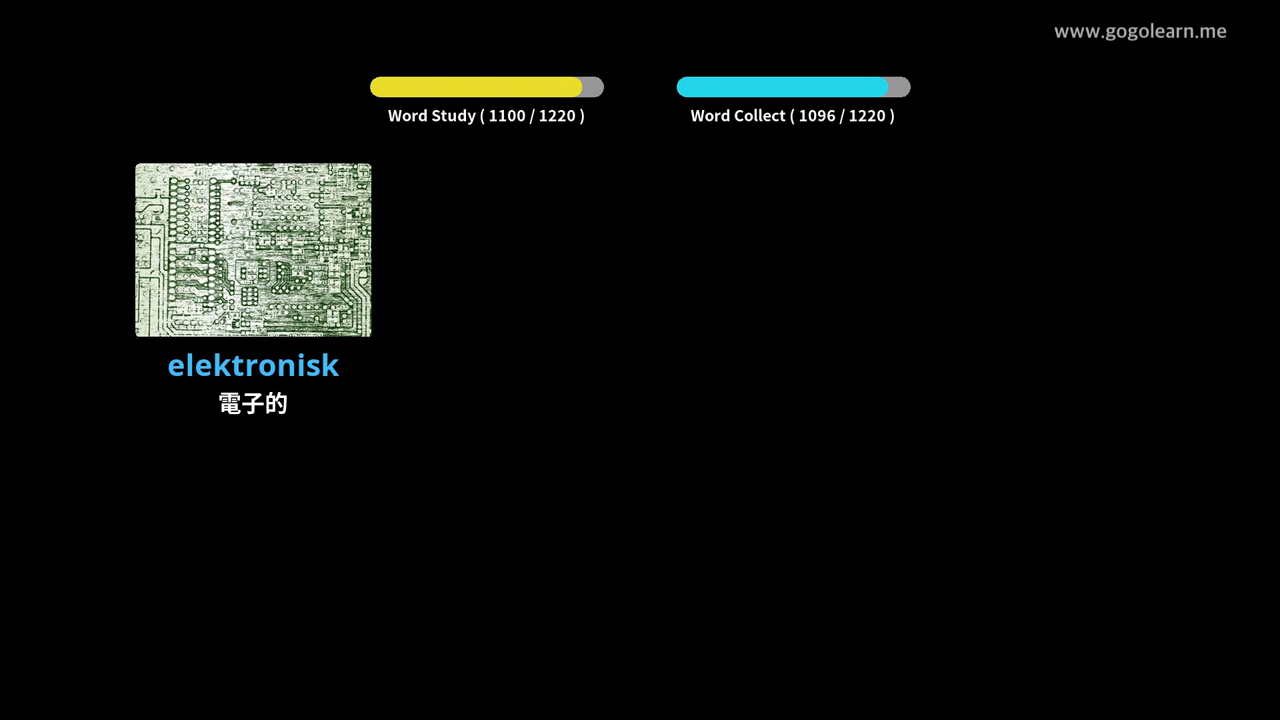 www.gogolearn.me
Word Study ( 1100 / 1220 )
Word Collect ( 1096 / 1220 )
elektronisk
電子的